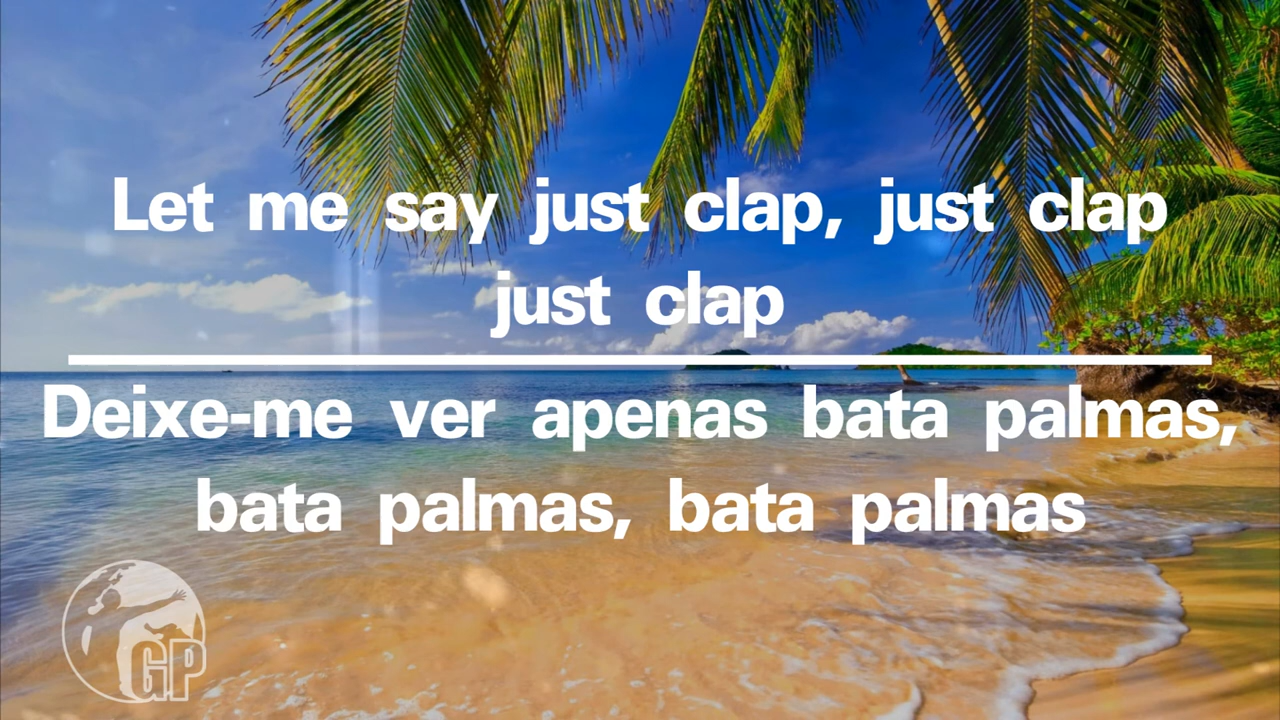 Let me say just clap, just clap
just clap
Deixe-me ver apenas bata palmas,
bata palmas, bata palmas
GP